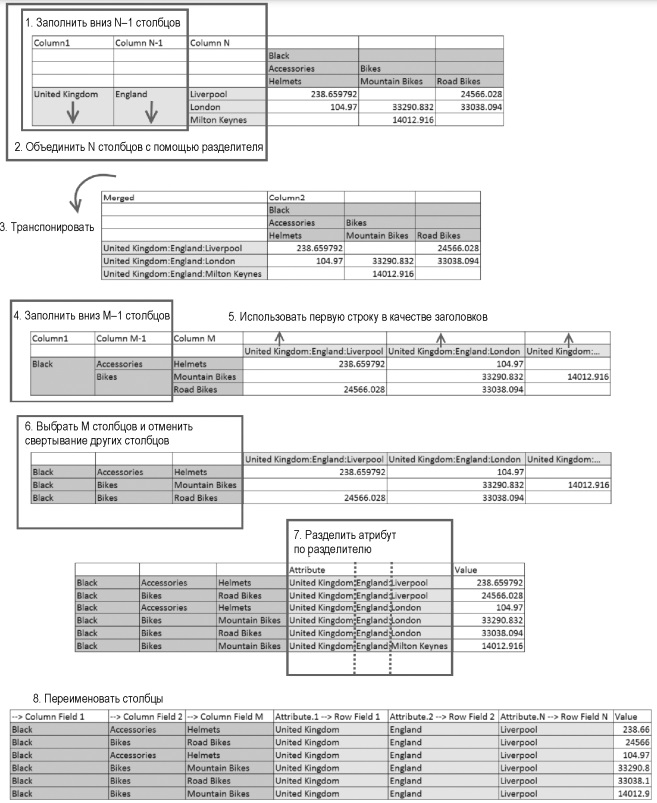 1. Заполнить вниз N–1 столбцов
Column1 Column N-1 Column N
Black
Accessories Bikes
Helmets Mountain Bikes Road Bikes
United Kingdom England Liverpool 238.659792 24566.028
London 104.97 33290.832 33038.094
Milton Keynes 14012.916
2. Объединить N столбцов с помощью разделителя
3. Транспонировать
Merged Column2
Black
Accessories Bikes
Helmets Mountain Bikes Road Bikes
United Kingdom:England:Liverpool 238.659792 24566.028
United Kingdom:England:London 104.97 33290.832 33038.094
United Kingdom:England:Milton Keynes 14012.916
4. Заполнить вниз M–1 столбцов
5. Использовать первую строку в качестве заголовков
Column1 Column M-1 Column M
United Kingdom:England:Liverpool United Kingdom:England:London United Kingdom:...
Black Accessories Helmets 238.659792 104.97
Bikes Mountain Bikes 33290.832 14012.916
Road Bikes 24566.028 33038.094
6. Выбрать M столбцов и отменить
свертывание других столбцов
United Kingdom:England:Liverpool United Kingdom:England:London United Kingdom:...
Black Accessories Helmets 238.659792 104.97
Black Bikes Mountain Bikes 33290.832 14012.916
Black Bikes Road Bikes 24566.028 33038.094
7. Разделить атрибут
по разделителю
Attribute Value
Black Accessories Helmets United Kingdom:England:Liverpool 238.659792
Black Bikes Road Bikes United Kingdom:England:Liverpool 24566.028
Black Accessories Helmets United Kingdom:England:London 104.97
Black Bikes Mountain Bikes United Kingdom:England:London 33290.832
Black Bikes Road Bikes United Kingdom:England:London 33038.094
Black Bikes Mountain Bikes United Kingdom:England:Milton Keynes 14012.916
8. Переименовать столбцы
--> Column Field 1 --> Column Field 2 --> Column Field M Attribute.1 --> Row Field 1 Attribute.2 --> Row Field 2 Attribute.N --> Row Field N Value
Black Accessories Helmets United Kingdom England Liverpool 238.66
Black Bikes Road Bikes United Kingdom England Liverpool 24566
Black Accessories Helmets United Kingdom England Liverpool 104.97
Black Bikes Mountain Bikes United Kingdom England Liverpool 33290.8
Black Bikes Road Bikes United Kingdom England Liverpool 33038.1
Black Bikes Mountain Bikes United Kingdom England Liverpool 14012.9